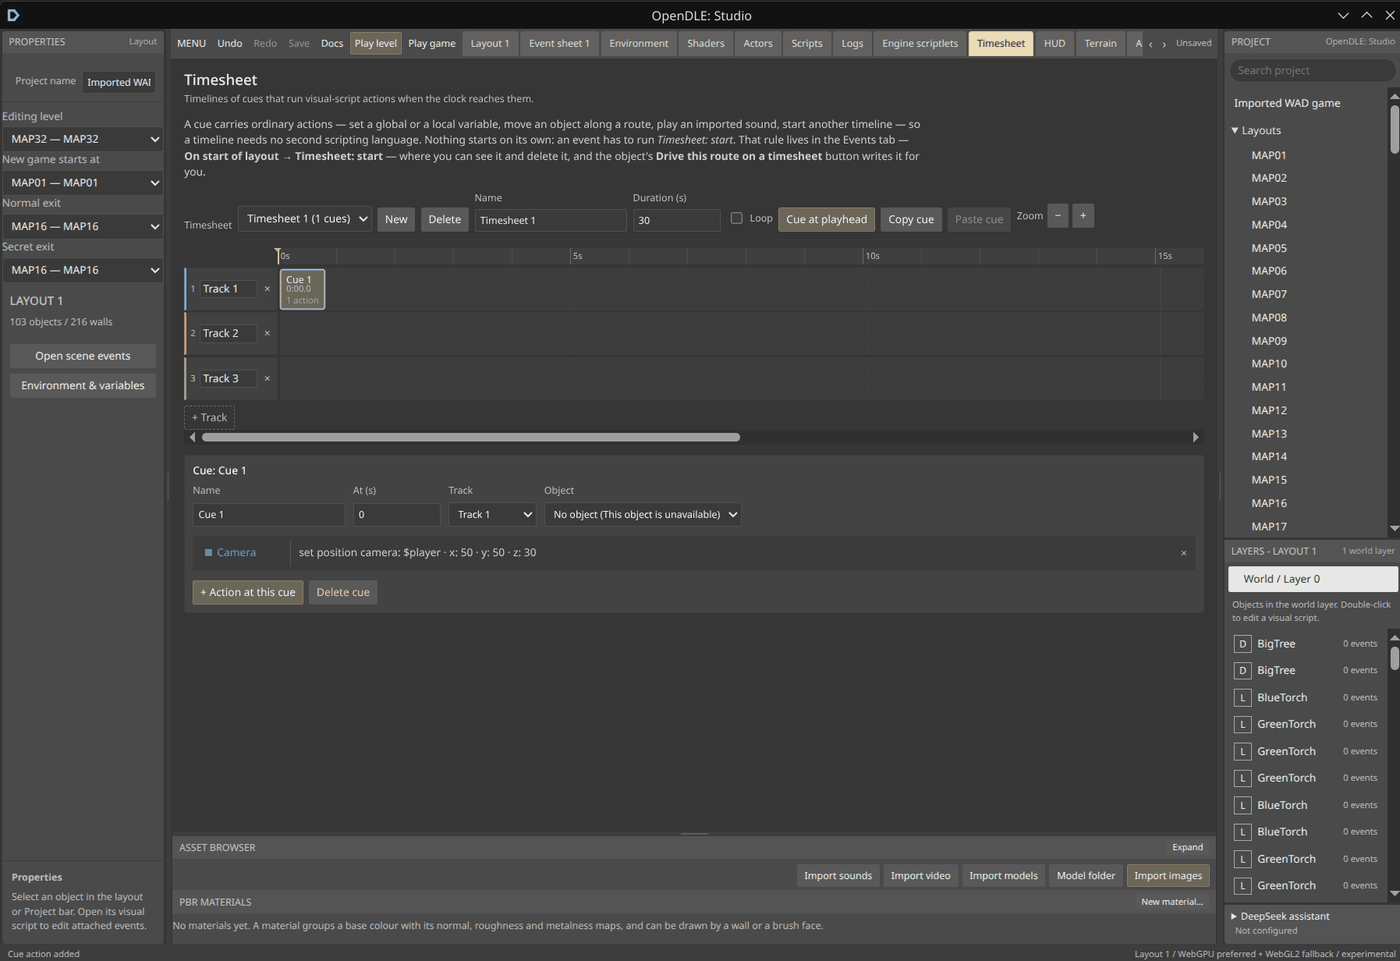 OpenDLE: Studio
PROPERTIES Layout
MENU Undo Redo Save Docs Play level Play game Layout 1 Event sheet 1 Environment Shaders Actors Scripts Logs Engine scriptlets Timesheet HUD Terrain A ‹ › Unsaved
PROJECT OpenDLE: Studio
Project name Imported WAI
Editing level
MAP32 — MAP32
New game starts at
MAP01 — MAP01
Normal exit
MAP16 — MAP16
Secret exit
MAP16 — MAP16
LAYOUT 1
103 objects / 216 walls
Open scene events
Environment & variables
Properties
Select an object in the layout
or Project bar. Open its visual
script to edit attached events.
Timesheet
Timelines of cues that run visual-script actions when the clock reaches them.
A cue carries ordinary actions — set a global or a local variable, move an object along a route, play an imported sound, start another timeline — so
a timeline needs no second scripting language. Nothing starts on its own: an event has to run Timesheet: start. That rule lives in the Events tab —
On start of layout → Timesheet: start — where you can see it and delete it, and the object's Drive this route on a timesheet button writes it for
you.
Name Duration (s)
Timesheet Timesheet 1 (1 cues) New Delete Timesheet 1 30 Loop Cue at playhead Copy cue Paste cue Zoom − +
0s 5s 10s 15s
1 Track 1 ×
Cue 1
0:00.0
1 action
2 Track 2 ×
3 Track 3 ×
+ Track
Cue: Cue 1
Name At (s) Track Object
Cue 1 0 Track 1 No object (This object is unavailable)
Camera set position camera: $player · x: 50 · y: 50 · z: 30 ×
+ Action at this cue Delete cue
ASSET BROWSER Expand
Import sounds Import video Import models Model folder Import images
PBR MATERIALS New material...
No materials yet. A material groups a base colour with its normal, roughness and metalness maps, and can be drawn by a wall or a brush face.
Search project
Imported WAD game
▼ Layouts
MAP01
MAP02
MAP03
MAP04
MAP05
MAP06
MAP07
MAP08
MAP09
MAP10
MAP11
MAP12
MAP13
MAP14
MAP15
MAP16
MAP17
LAYERS - LAYOUT 1 1 world layer
World / Layer 0
Objects in the world layer. Double-click
to edit a visual script.
D BigTree 0 events
D BigTree 0 events
L BlueTorch 0 events
L GreenTorch 0 events
L GreenTorch 0 events
L GreenTorch 0 events
L BlueTorch 0 events
L BlueTorch 0 events
L GreenTorch 0 events
L GreenTorch 0 events
▶ DeepSeek assistant
Not configured
Cue action added
Layout 1 / WebGPU preferred + WebGL2 fallback / experimental